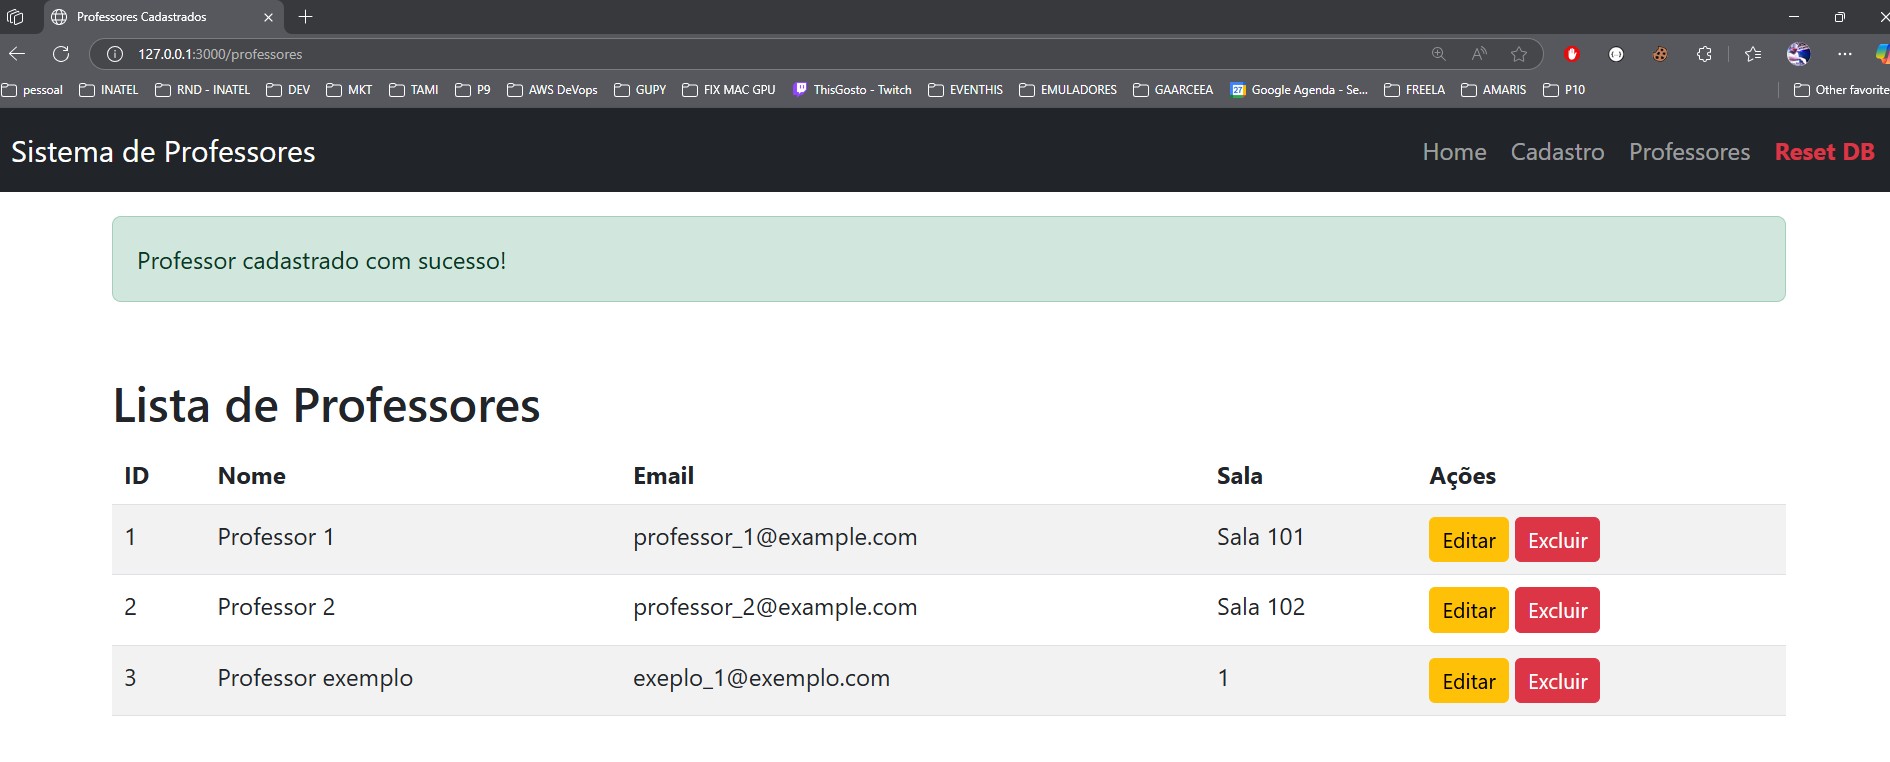 Professores Cadastrados
127.0.0.1:3000/professores
pessoal INATEL RND - INATEL DEV MKT TAMI P9 AWS DeVops GUPY FIX MAC GPU ThisGosto - Twitch EVENTHIS EMULADORES GAARCEEA 27 Google Agenda - Se... FREELA AMARIS P10 Other favorite
Sistema de Professores Home Cadastro Professores Reset DB
Professor cadastrado com sucesso!
Lista de Professores
ID Nome Email Sala Ações
1 Professor 1 professor_1@example.com Sala 101 Editar Excluir
2 Professor 2 professor_2@example.com Sala 102 Editar Excluir
3 Professor exemplo exeplo_1@exemplo.com 1 Editar Excluir